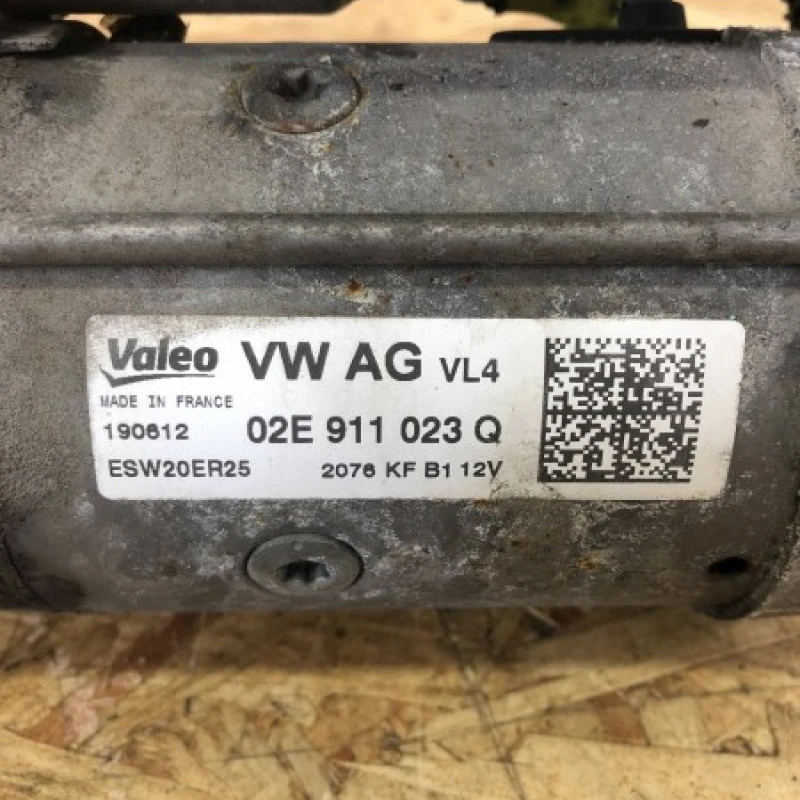 Valeo VW AG VL4
MADE IN FRANCE
190612 02E 911 023 Q
ESW20ER25 2076 KF B1 12V